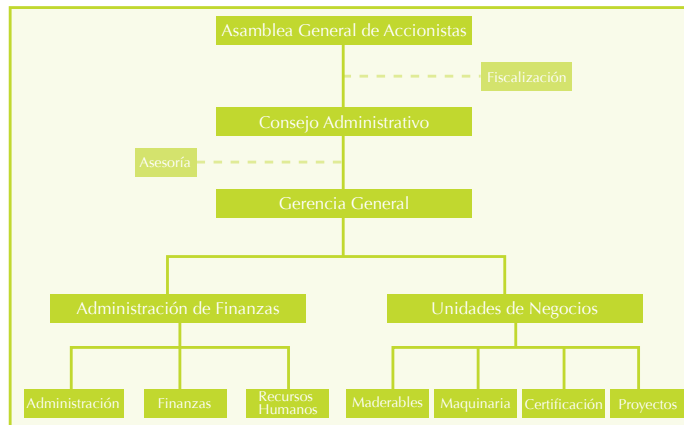 Asamblea General de Accionistas
Fiscalización
Consejo Administrativo
Asesoría
Gerencia General
Administración de Finanzas
Unidades de Negocios
Administración
Finanzas
Recursos
Humanos
Maderables
Maquinaria
Certificación
Proyectos